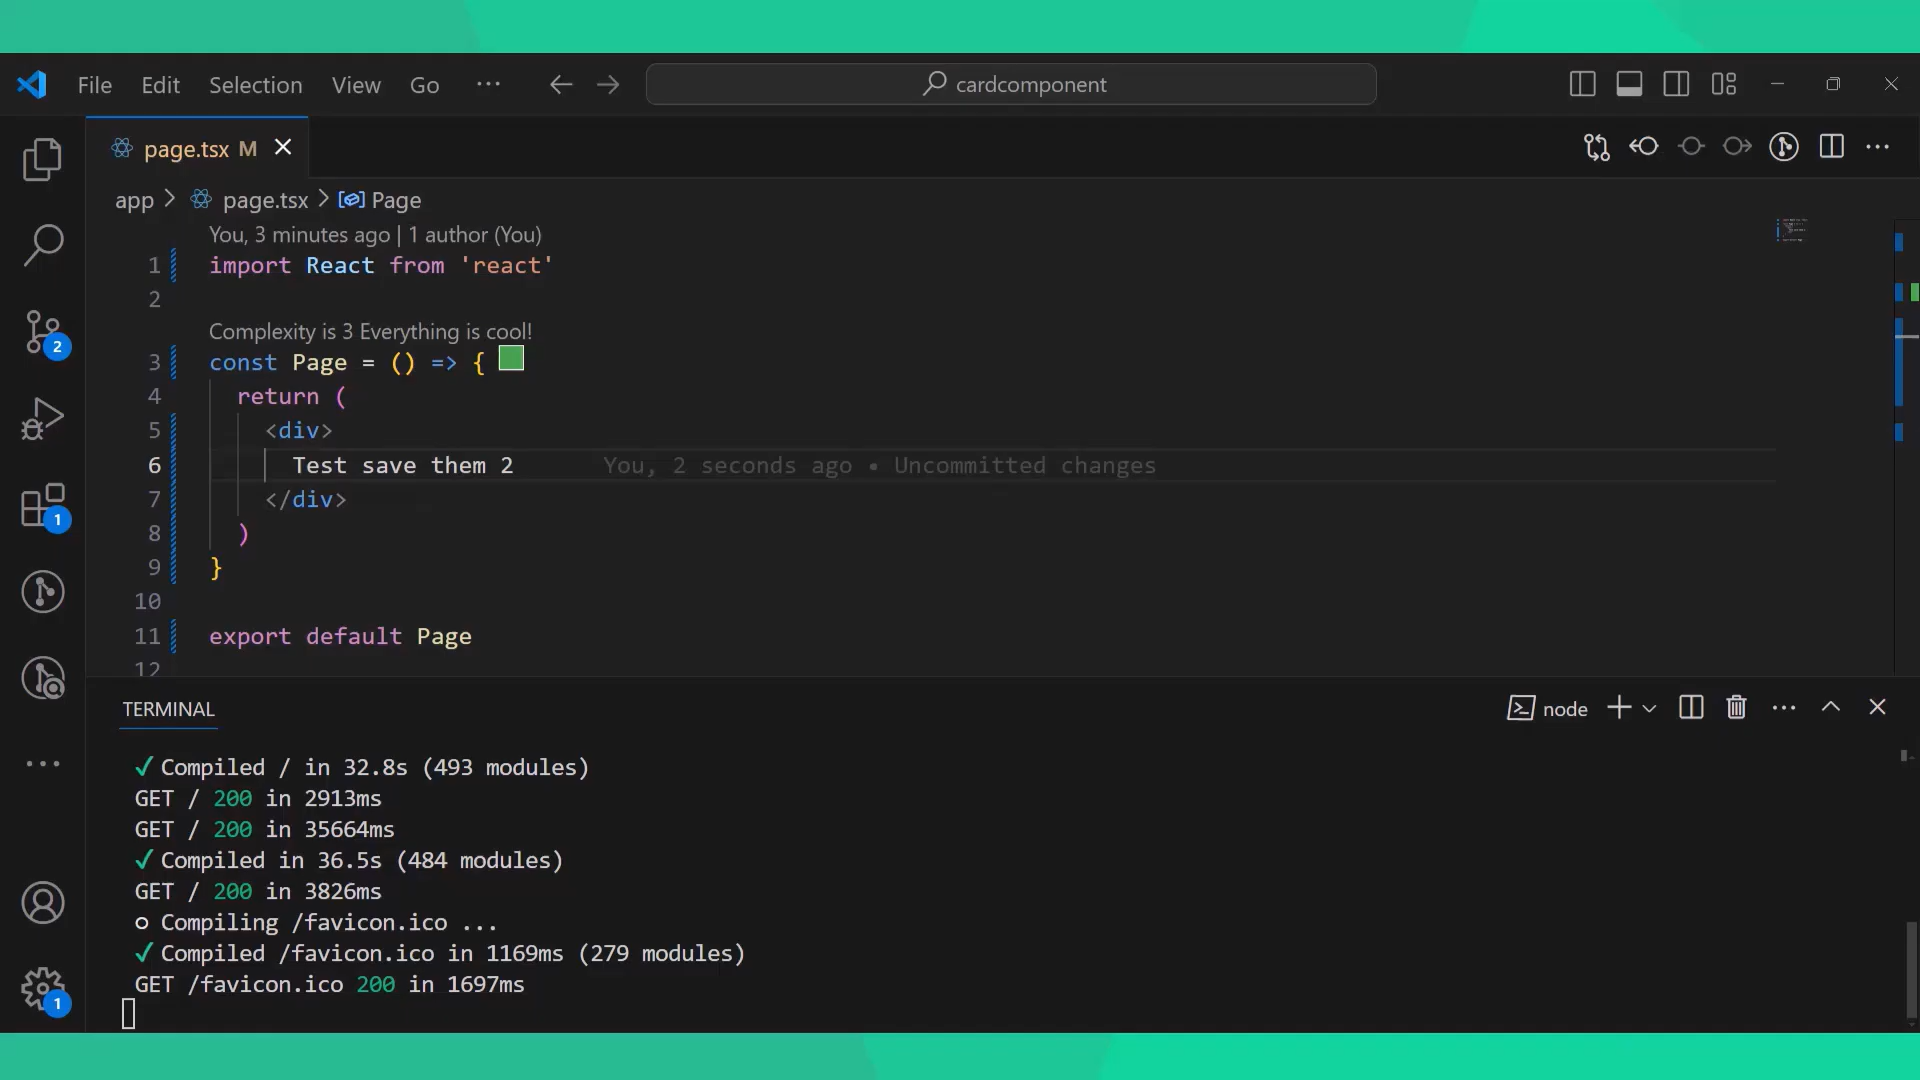 File Edit Selection View Go ··· cardcomponent
page.tsx M
app > page.tsx > Page
You, 3 minutes ago | 1 author (You)
1 import React from 'react'
2
Complexity is 3 Everything is cool!
3 const Page = () => {
4 return (
5 <div>
6 Test save them 2 You, 2 seconds ago • Uncommitted changes
7 </div>
8 )
9 }
10
11 export default Page
12
2
1
1
TERMINAL
node
✓ Compiled / in 32.8s (493 modules)
GET / 200 in 2913ms
GET / 200 in 35664ms
✓ Compiled in 36.5s (484 modules)
GET / 200 in 3826ms
○ Compiling /favicon.ico ...
✓ Compiled /favicon.ico in 1169ms (279 modules)
GET /favicon.ico 200 in 1697ms